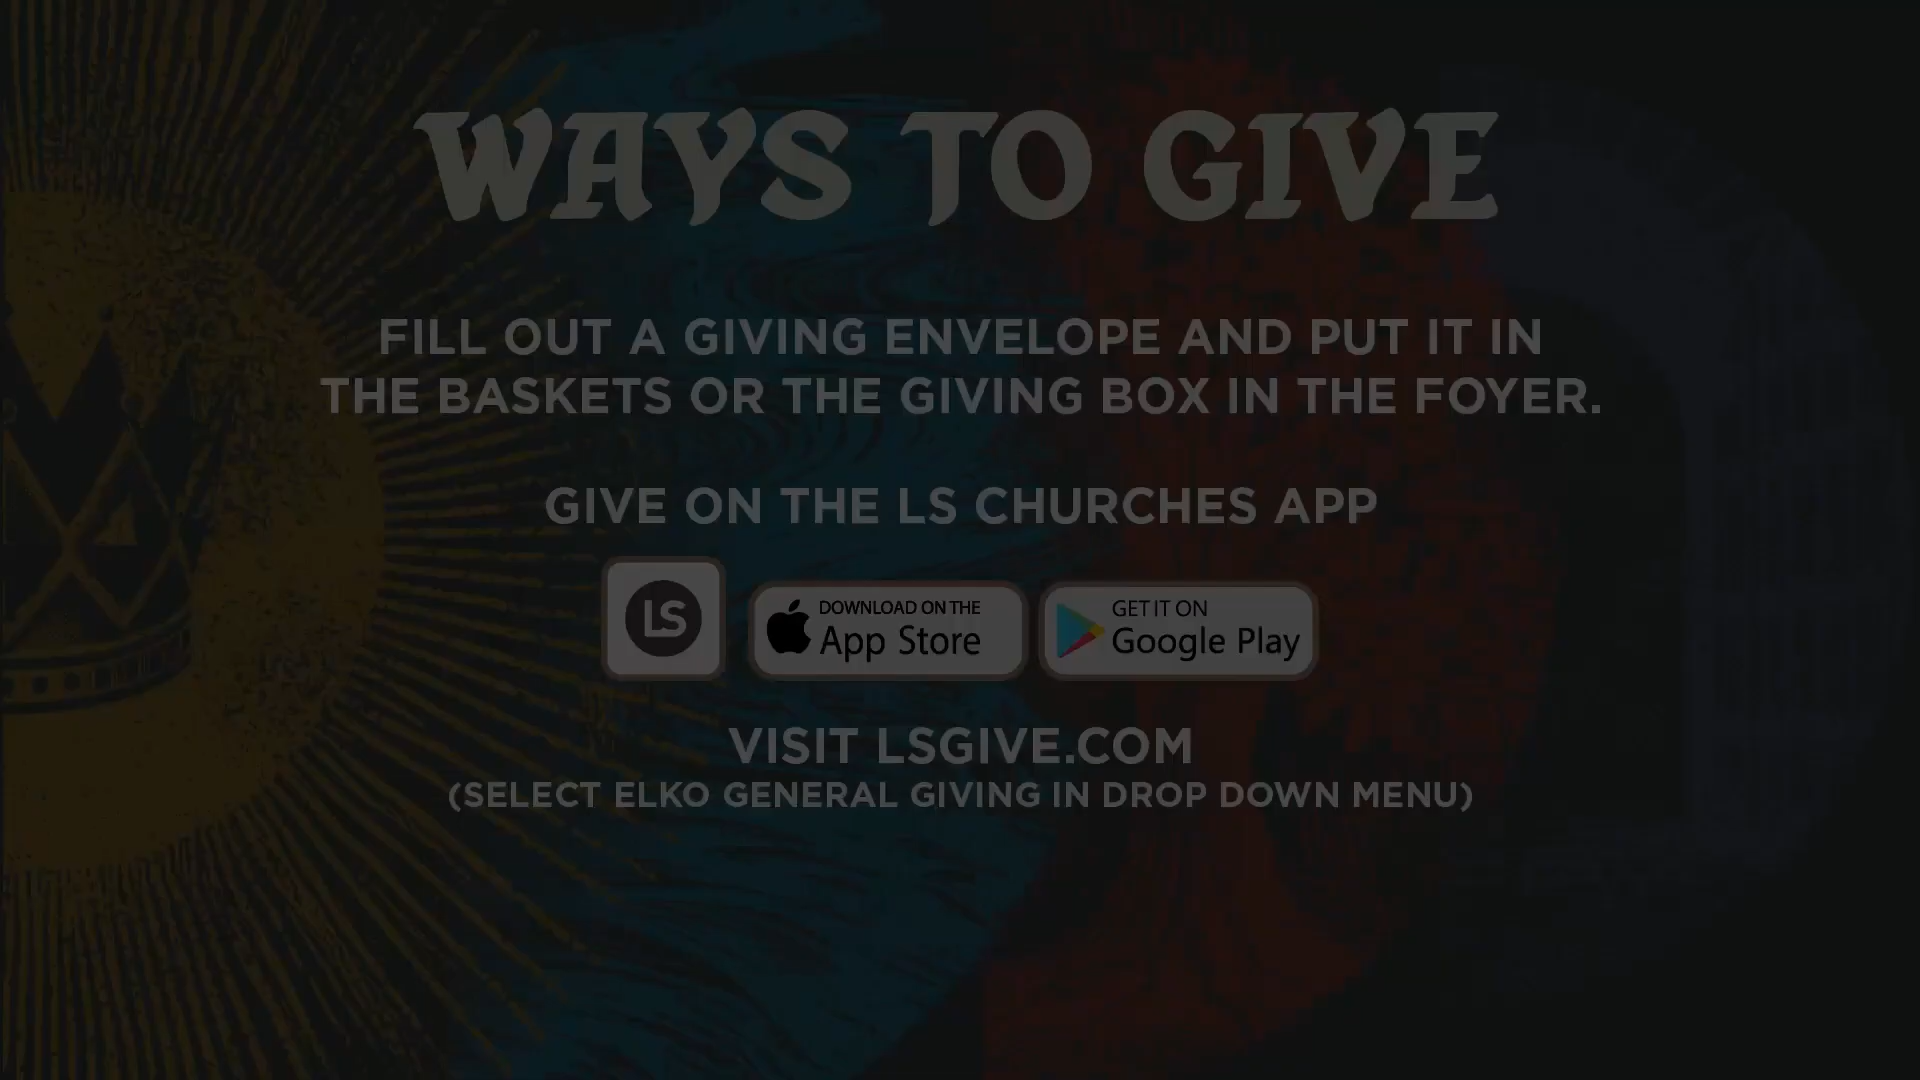 WAYS TO GIVE
FILL OUT A GIVING ENVELOPE AND PUT IT IN
THE BASKETS OR THE GIVING BOX IN THE FOYER.
GIVE ON THE LS CHURCHES APP
LS
DOWNLOAD ON THE
App Store
GET IT ON
Google Play
VISIT LSGIVE.COM
(SELECT ELKO GENERAL GIVING IN DROP DOWN MENU)